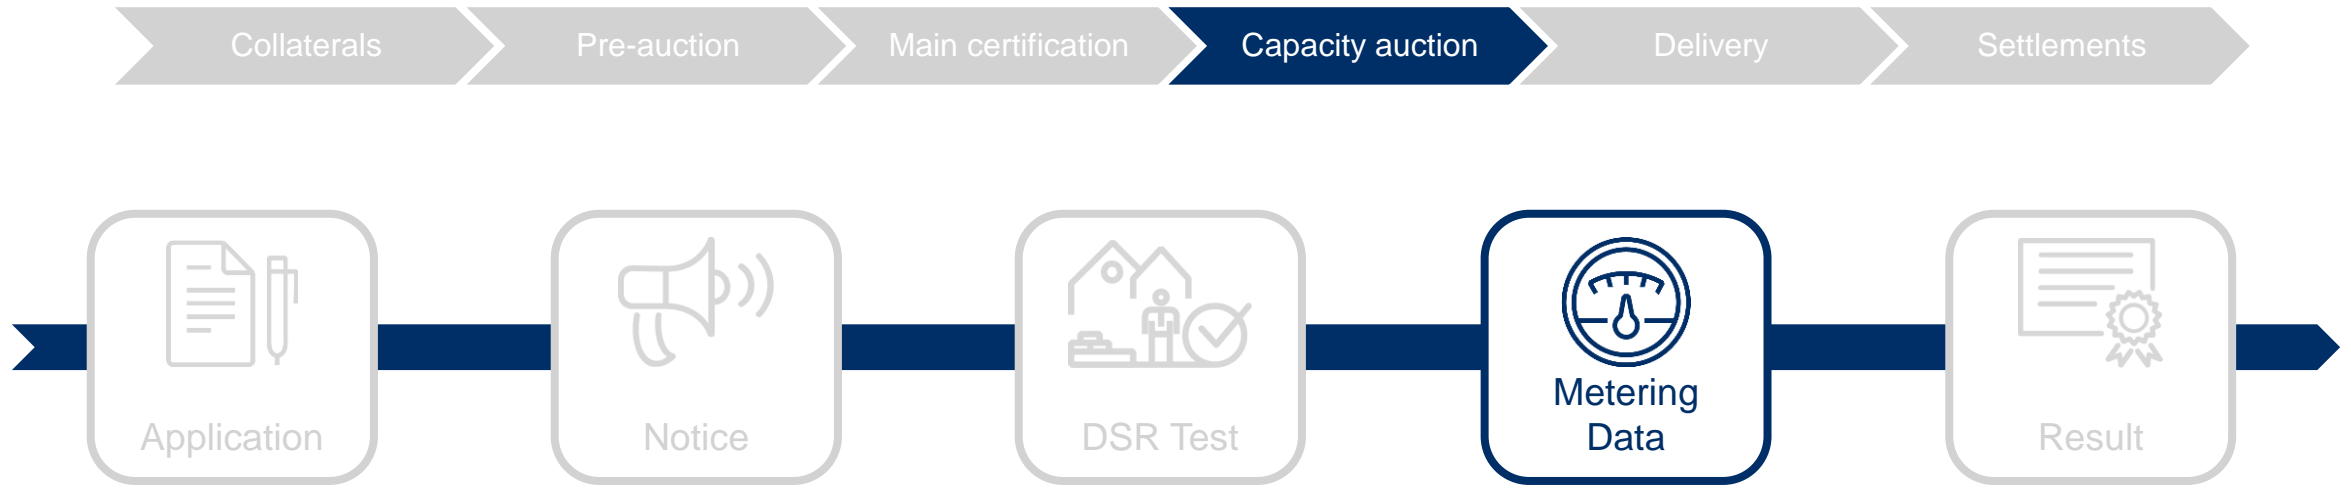 Collaterals
Pre-auction
Main certification
Capacity auction
Delivery
Settlements
Application
Notice
DSR Test
Metering
Data
Result